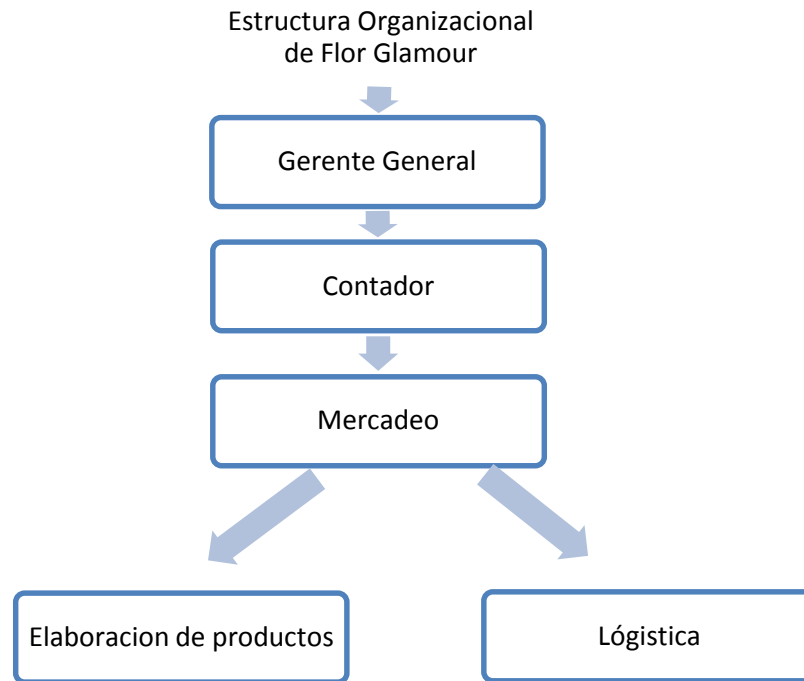 Estructura Organizacional
de Flor Glamour
Gerente General
Contador
Mercadeo
Elaboracion de productos
Lógistica